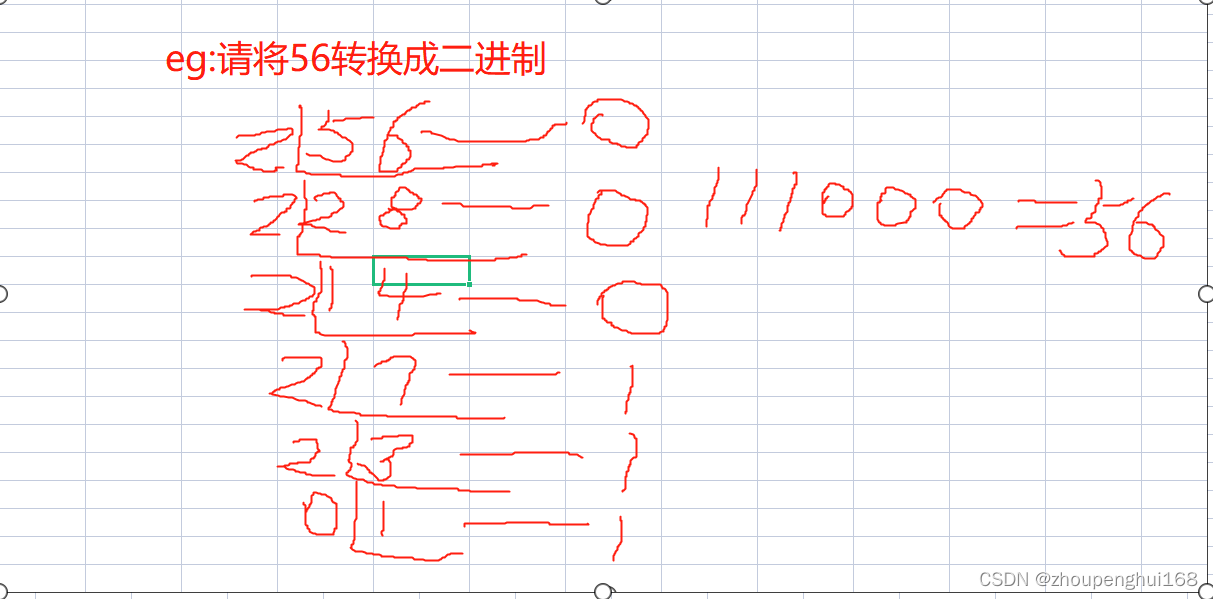 eg:请将56转换成二进制
2 56 — 0
2 28 — 0 111000 = 56
2 14 — 0
2 7 — 1
2 3 — 1
0 1 — 1
CSDN @zhoupenghui168